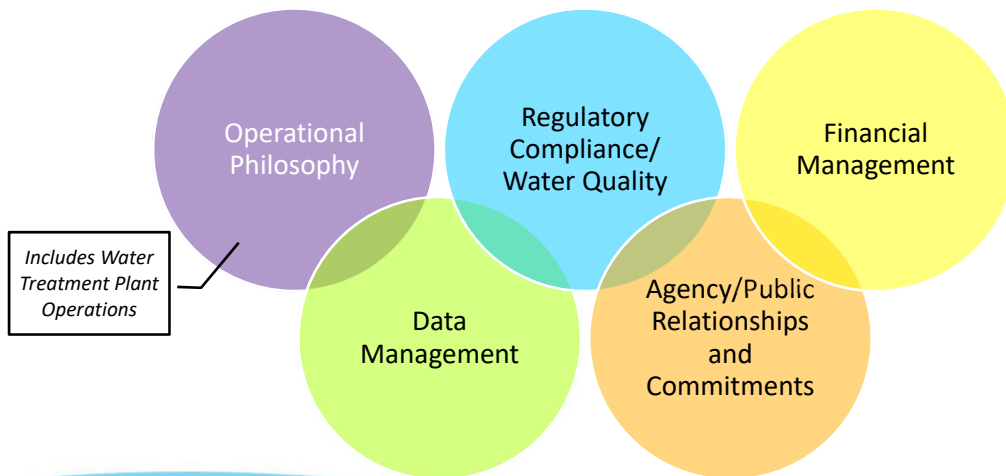 Operational
Philosophy
Regulatory
Compliance/
Water Quality
Financial
Management
Includes Water
Treatment Plant
Operations
Data
Management
Agency/Public
Relationships
and
Commitments